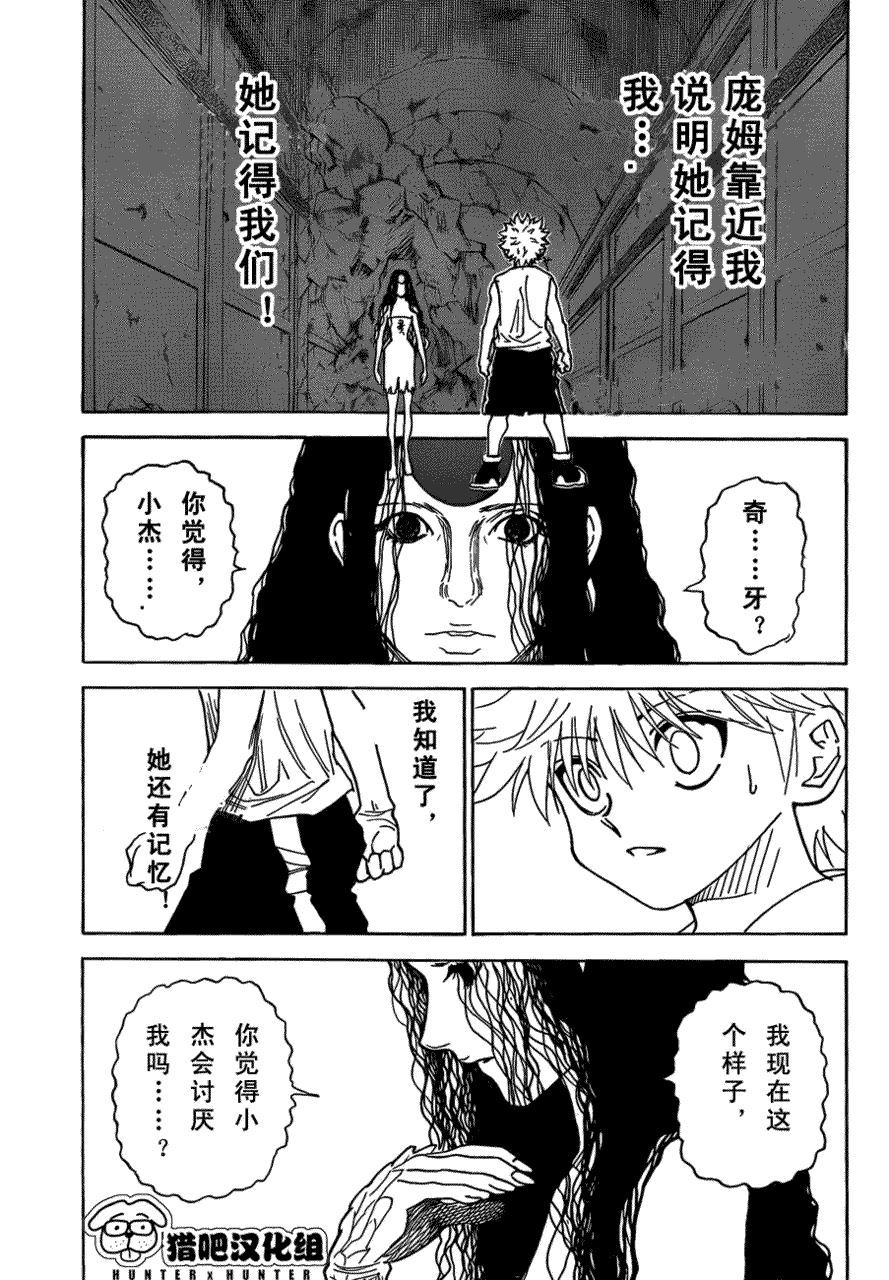 庞姆靠近我
说明她记得
我….
她记得我们！
奇……牙？
你觉得，
小杰…….
我知道了，
她还有记忆！
我现在这
个样子，
你觉得小
杰会讨厌
我吗……？
猎吧汉化组
HUNTER×HUNTER